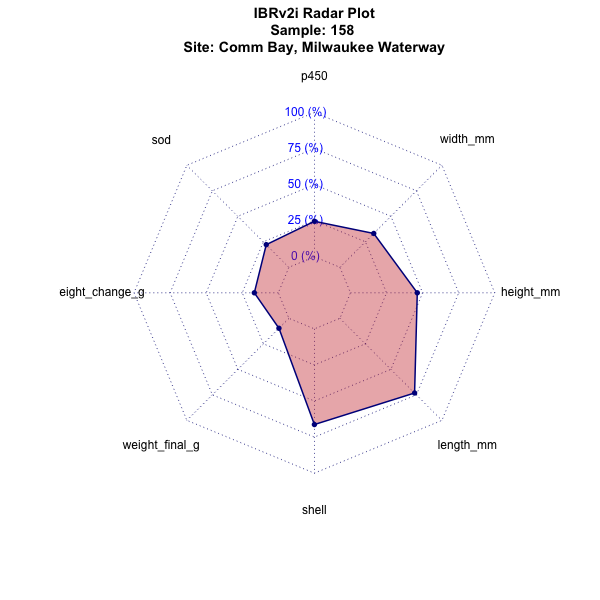 IBRv2i Radar Plot
Sample: 158
Site: Comm Bay, Milwaukee Waterway
p450
100 (%)
sod
width_mm
75 (%)
50 (%)
25 (%)
0 (%)
eight_change_g
height_mm
weight_final_g
length_mm
shell